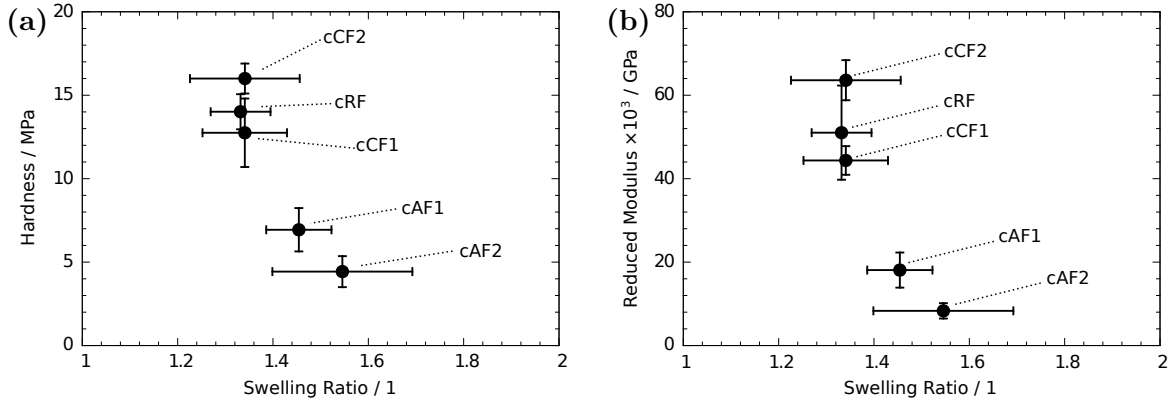 (a)
Hardness / MPa
20
15
10
5
0
cCF2
cRF
cCF1
cAF1
cAF2
1 1.2 1.4 1.6 1.8 2
Swelling Ratio / 1
(b)
Reduced Modulus ×10³ / GPa
80
60
40
20
0
cCF2
cRF
cCF1
cAF1
cAF2
1 1.2 1.4 1.6 1.8 2
Swelling Ratio / 1